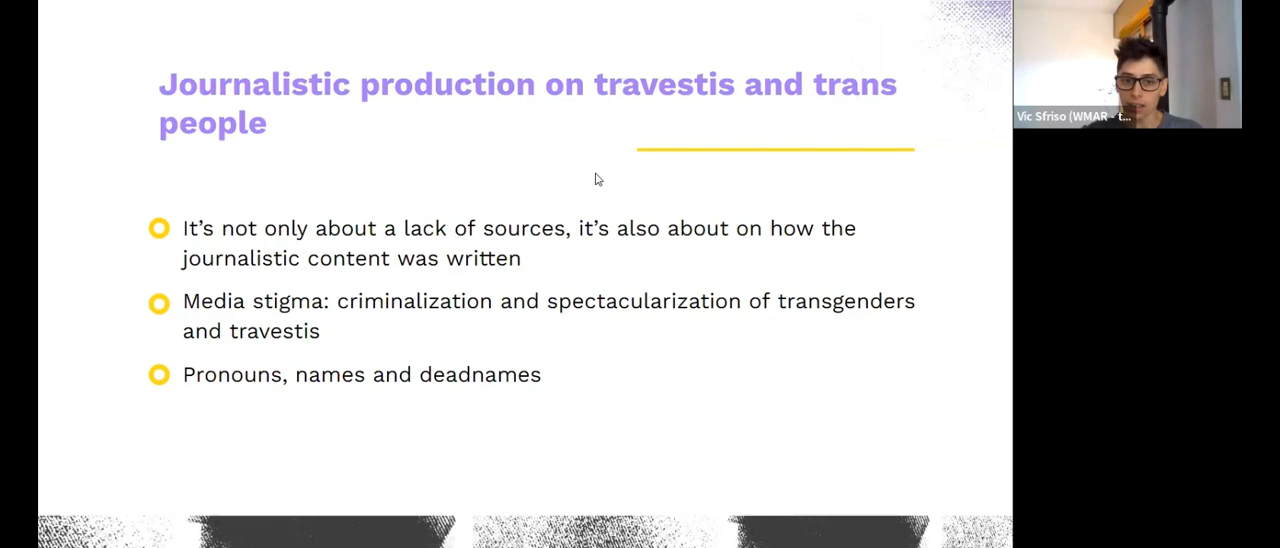 Journalistic production on travestis and trans
people
It's not only about a lack of sources, it's also about on how the
journalistic content was written
Media stigma: criminalization and spectacularization of transgenders
and travestis
Pronouns, names and deadnames
Vic Sfriso (WMAR - t...